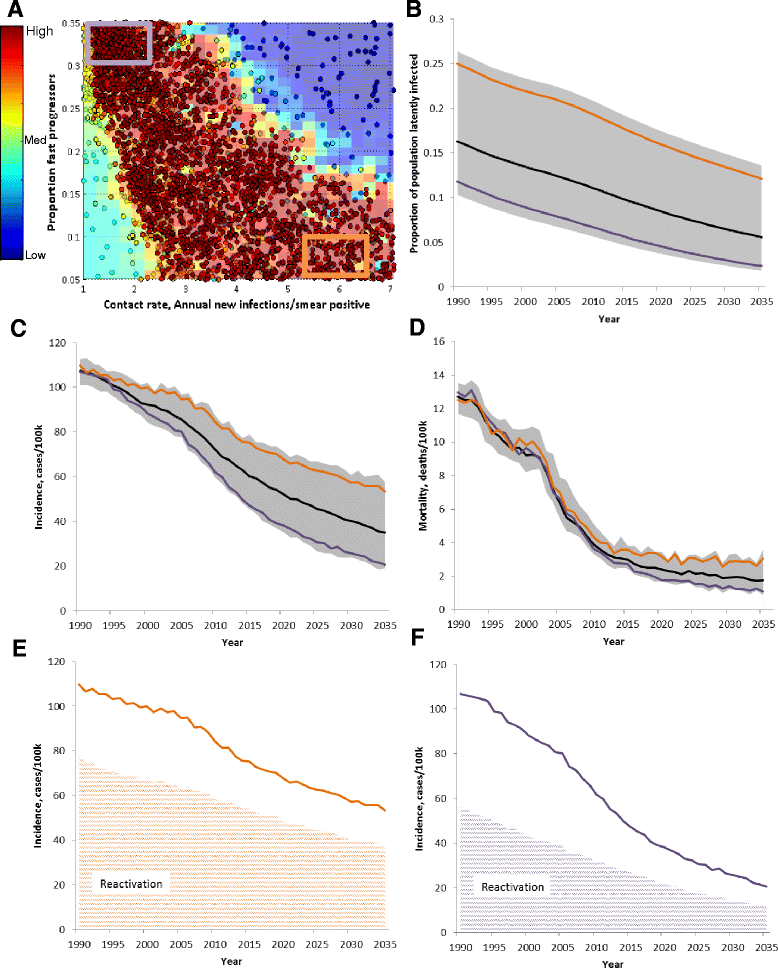 A
High
Med
Low
Proportion fast progressors
0.35
0.3
0.25
0.2
0.15
0.1
0.05
1 2 3 4 5 6 7
Contact rate, Annual new infections/smear positive
B
Proportion of population latently infected
0.3
0.25
0.2
0.15
0.1
0.05
0
1990 1995 2000 2005 2010 2015 2020 2025 2030 2035
Year
C
Incidence, cases/100k
120
100
80
60
40
20
0
1990 1995 2000 2005 2010 2015 2020 2025 2030 2035
Year
D
Mortality, deaths/100k
16
14
12
10
8
6
4
2
0
1990 1995 2000 2005 2010 2015 2020 2025 2030 2035
Year
E
Incidence, cases/100k
120
100
80
60
40
20
0
Reactivation
1990 1995 2000 2005 2010 2015 2020 2025 2030 2035
Year
F
Incidence, cases/100k
120
100
80
60
40
20
0
Reactivation
1990 1995 2000 2005 2010 2015 2020 2025 2030 2035
Year